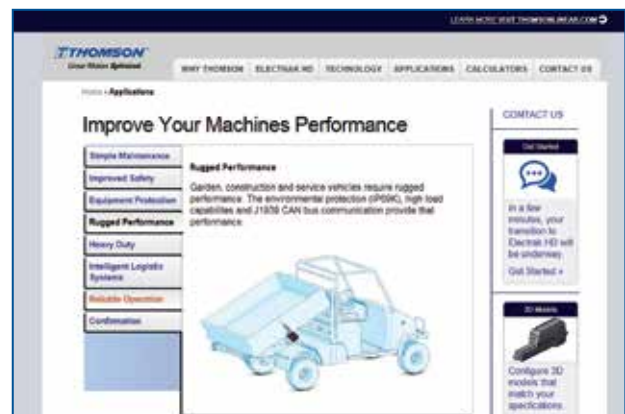 LEARN MORE VISIT THOMSONLINEAR.COM
THOMSON
Linear Motion. Optimized.
WHY THOMSON ELECTRAK HD TECHNOLOGY APPLICATIONS CALCULATORS CONTACT US
Home › Applications
Improve Your Machines Performance
Simple Maintenance
Improved Safety
Equipment Protection
Rugged Performance
Heavy Duty
Intelligent Logistic
Systems
Reliable Operation
Confirmation
Rugged Performance
Garden, construction and service vehicles require rugged
performance. The environmental protection (IP69K), high load
capabilities and J1939 CAN bus communication provide that
performance.
CONTACT US
Get Started
In a few
minutes, your
transition to
Electrak HD will
be underway.
Get Started »
3D Models
Configure 3D
models that
match your
specifications.